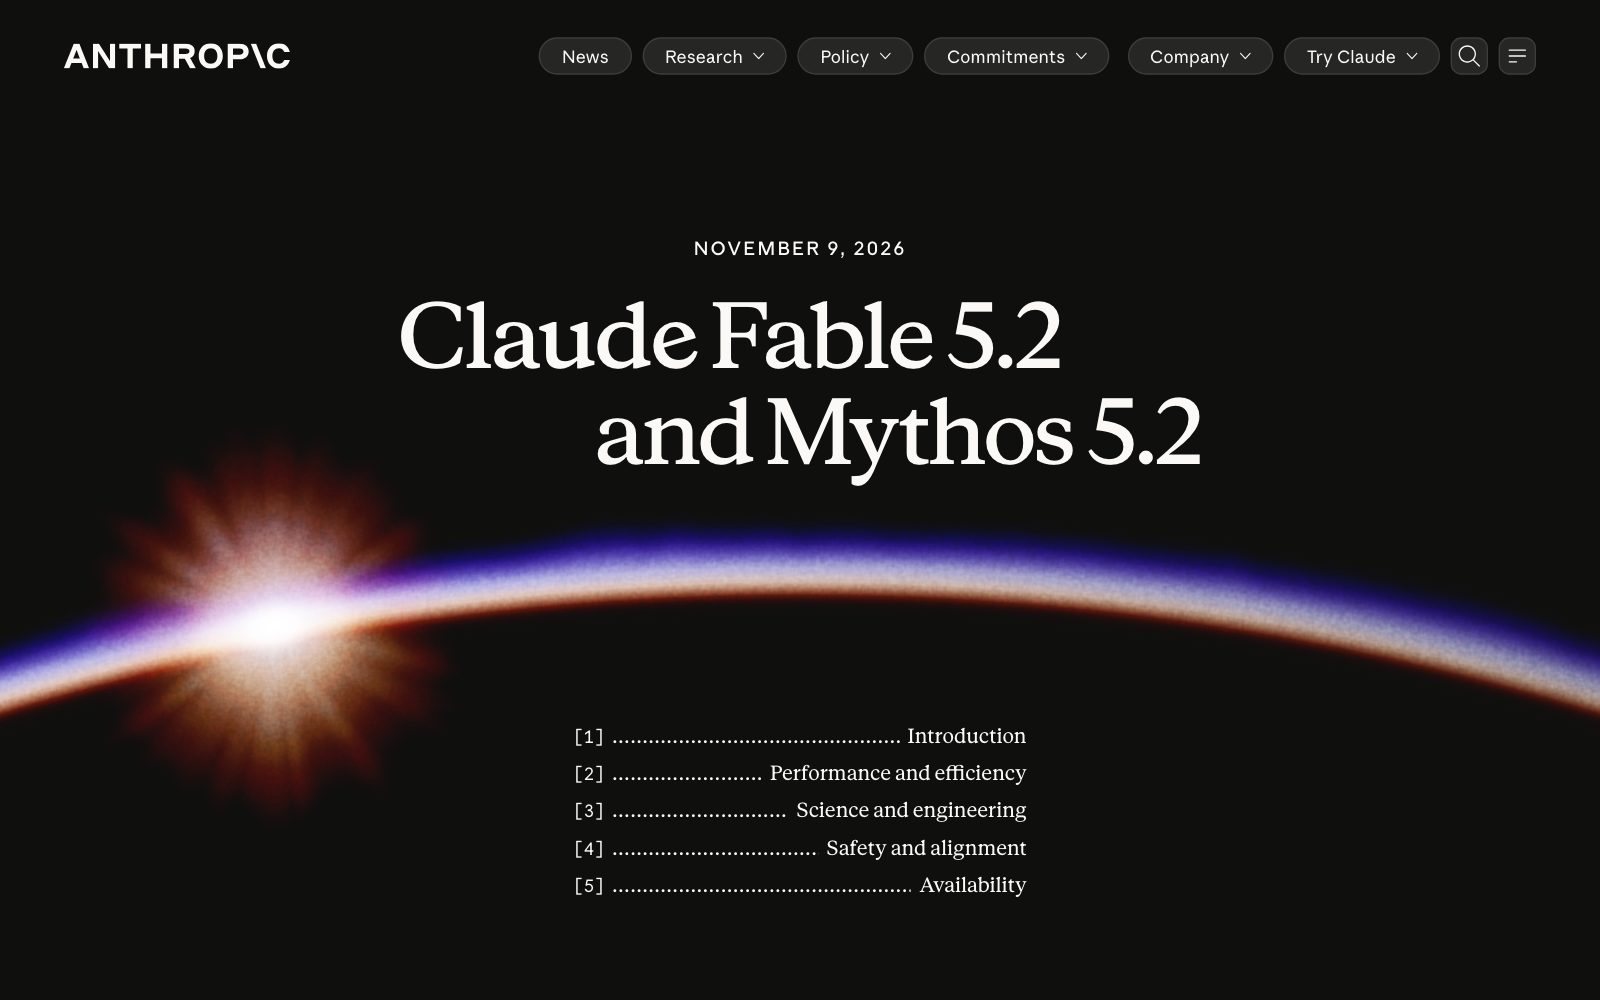 ANTHROP\C
News
Research
Policy
Commitments
Company
Try Claude
NOVEMBER 9, 2026
Claude Fable 5.2
and Mythos 5.2
[1] ................................................ Introduction
[2] ......................... Performance and efficiency
[3] ............................. Science and engineering
[4] .................................. Safety and alignment
[5] .................................................. Availability